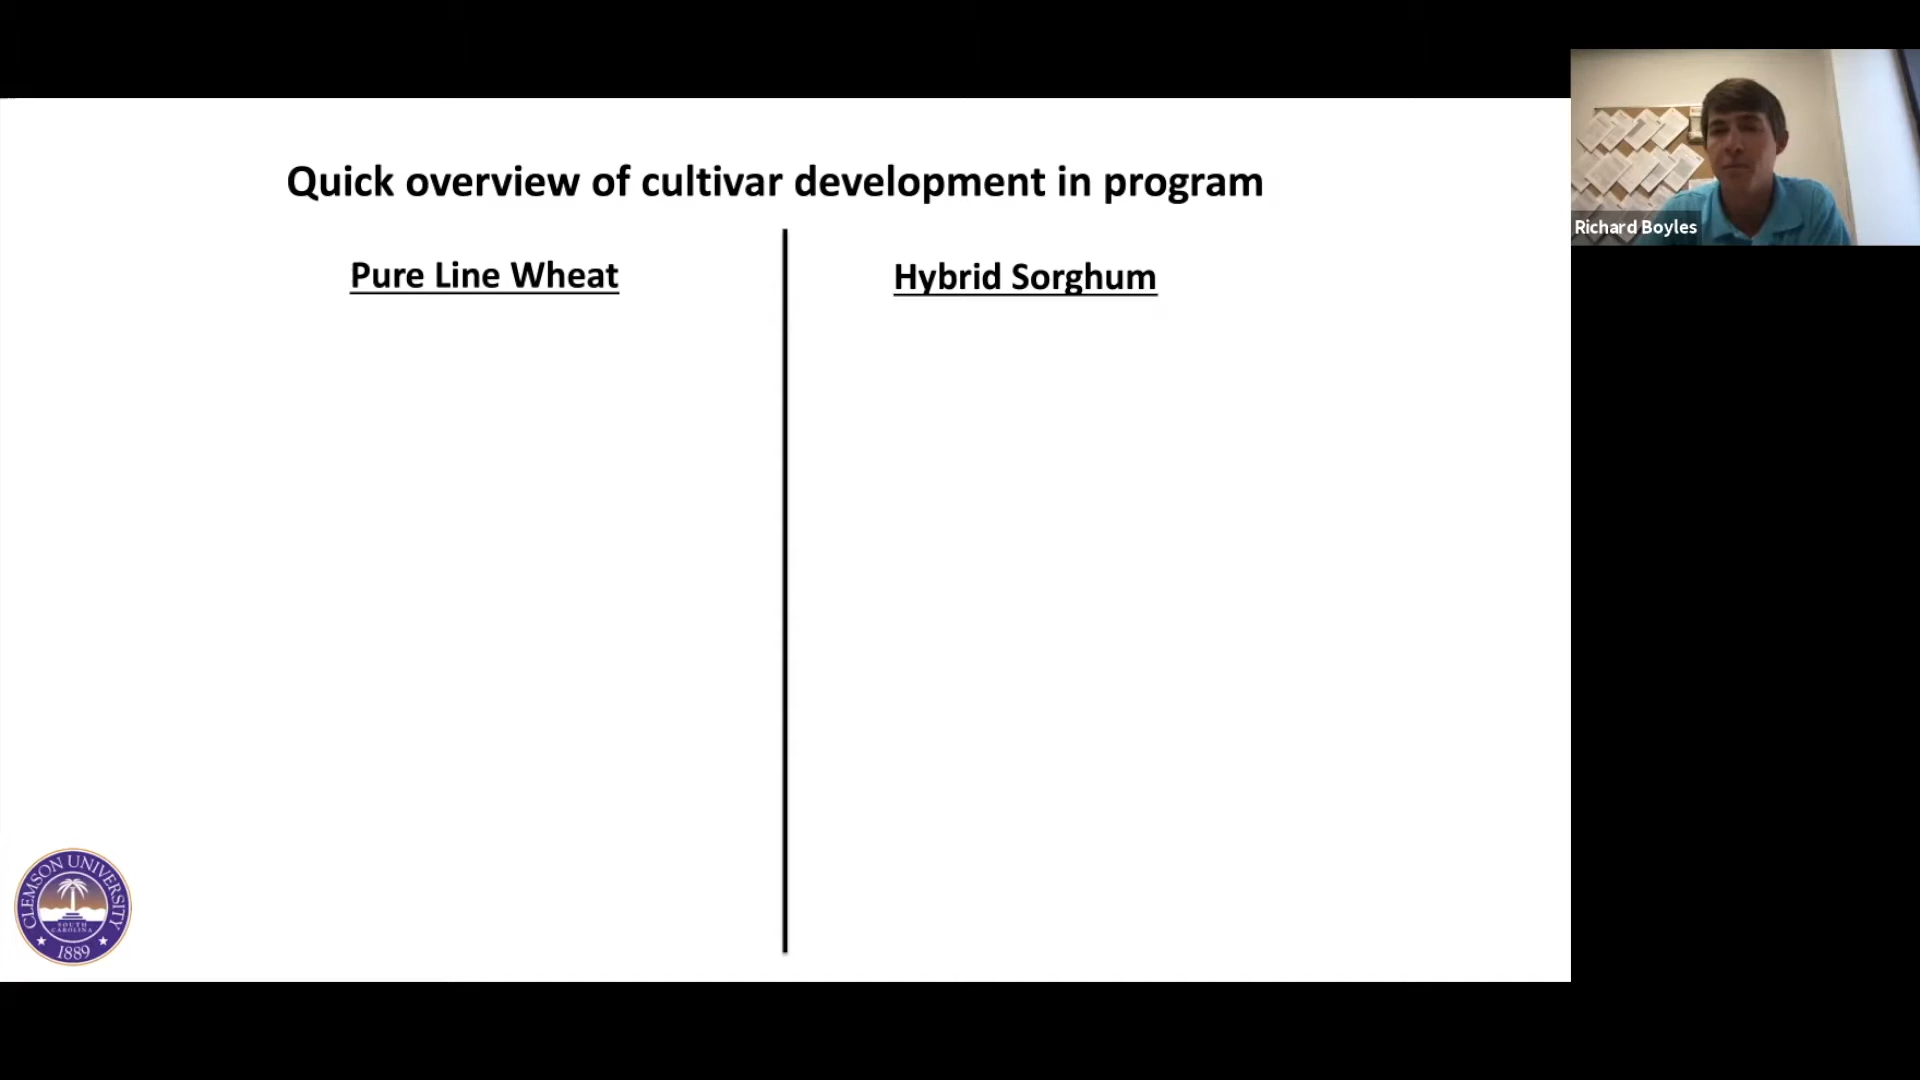 Quick overview of cultivar development in program
Pure Line Wheat
Hybrid Sorghum
Richard Boyles
CLEMSON UNIVERSITY
SOUTH
CAROLINA
1889